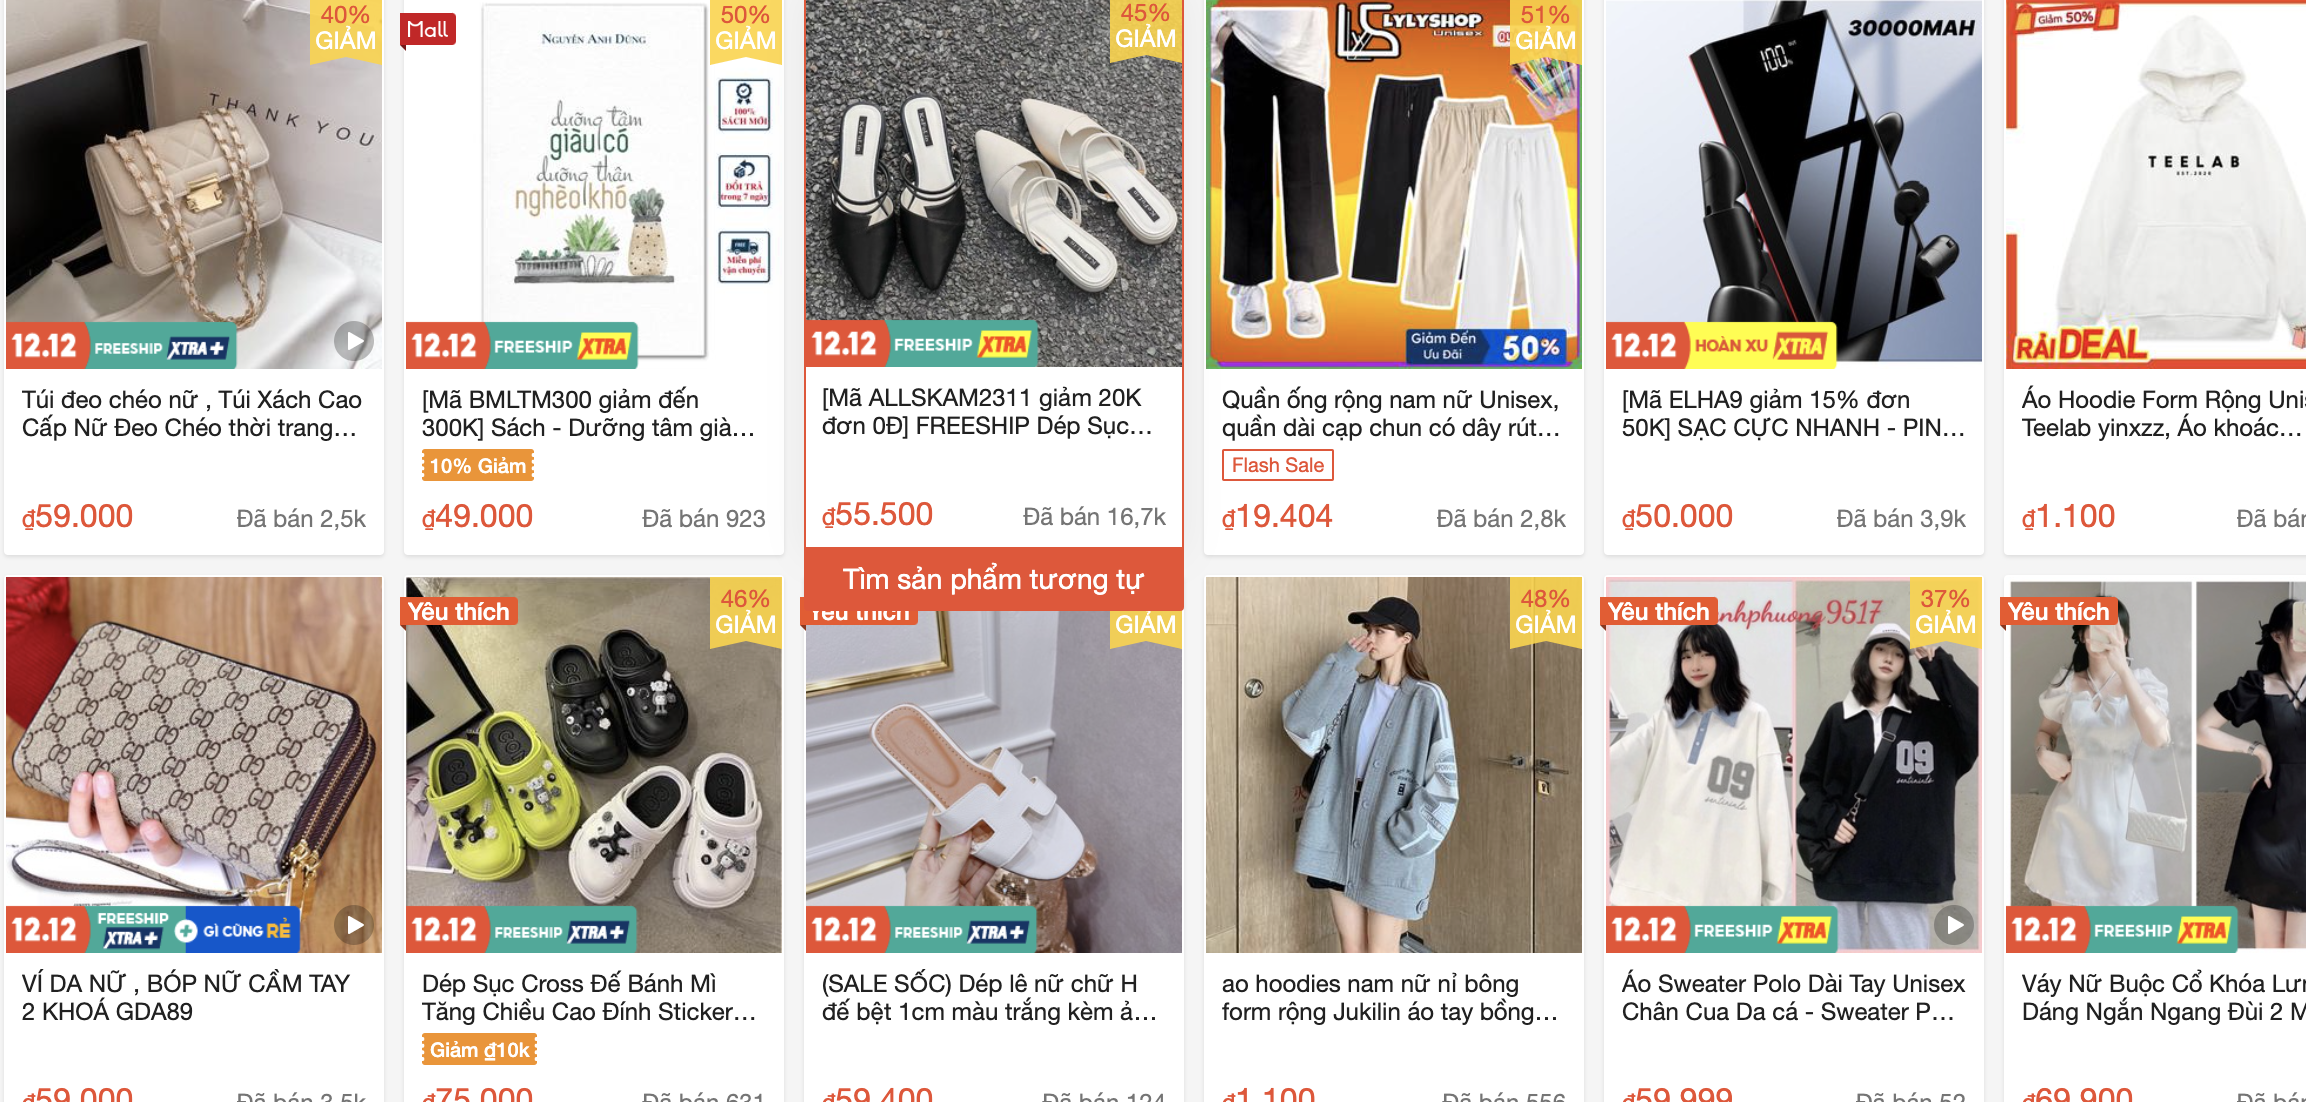 40%
GIẢM
THANK YOU
12.12 FREESHIP XTRA+
Túi đeo chéo nữ , Túi Xách Cao
Cấp Nữ Đeo Chéo thời trang...
₫59.000 Đã bán 2,5k
Mall
50%
GIẢM
NGUYỄN ANH DŨNG
dưỡng tâm
giàu có
dưỡng thân
nghèo khó
100%
SÁCH MỚI
ĐỔI TRẢ
trong 7 ngày
FREE
Miễn phí
vận chuyển
12.12 FREESHIP XTRA
[Mã BMLTM300 giảm đến
300K] Sách - Dưỡng tâm già...
10% Giảm
₫49.000 Đã bán 923
45%
GIẢM
12.12 FREESHIP XTRA
[Mã ALLSKAM2311 giảm 20K
đơn 0Đ] FREESHIP Dép Sục...
₫55.500 Đã bán 16,7k
Tìm sản phẩm tương tự
51%
GIẢM
LYLYSHOP
Unisex
Giảm Đến
Ưu Đãi
50%
Quần ống rộng nam nữ Unisex,
quần dài cạp chun có dây rút...
Flash Sale
₫19.404 Đã bán 2,8k
30000MAH
100%
12.12 HOÀN XU XTRA
[Mã ELHA9 giảm 15% đơn
50K] SẠC CỰC NHANH - PIN...
₫50.000 Đã bán 3,9k
Giảm 50%
TEELAB
EST.2020
RẢI DEAL
Áo Hoodie Form Rộng Uni
Teelab yinxzz, Áo khoác...
₫1.100 Đã bá
12.12 FREESHIP XTRA+ + GÌ CŨNG RẺ
VÍ DA NỮ , BÓP NỮ CẦM TAY
2 KHOÁ GDA89
₫59.000 Đã bán 3,5k
Yêu thích
46%
GIẢM
12.12 FREESHIP XTRA+
Dép Sục Cross Đế Bánh Mì
Tăng Chiều Cao Đính Sticker...
Giảm ₫10k
₫75.000 Đã bán 631
Yêu thích
GIẢM
12.12 FREESHIP XTRA+
(SALE SỐC) Dép lê nữ chữ H
đế bệt 1cm màu trắng kèm ả...
₫59.400 Đã bán 124
48%
GIẢM
ao hoodies nam nữ nỉ bông
form rộng Jukilin áo tay bồng...
₫1.100 Đã bán 556
Yêu thích
nhphuong9517
37%
GIẢM
09
09
12.12 FREESHIP XTRA
Áo Sweater Polo Dài Tay Unisex
Chân Cua Da cá - Sweater P...
₫59.999 Đã bán 52
Yêu thích
12.12 FREESHIP XTRA
Váy Nữ Buộc Cổ Khóa Lư
Dáng Ngắn Ngang Đùi 2 M
₫69.900 Đã bá